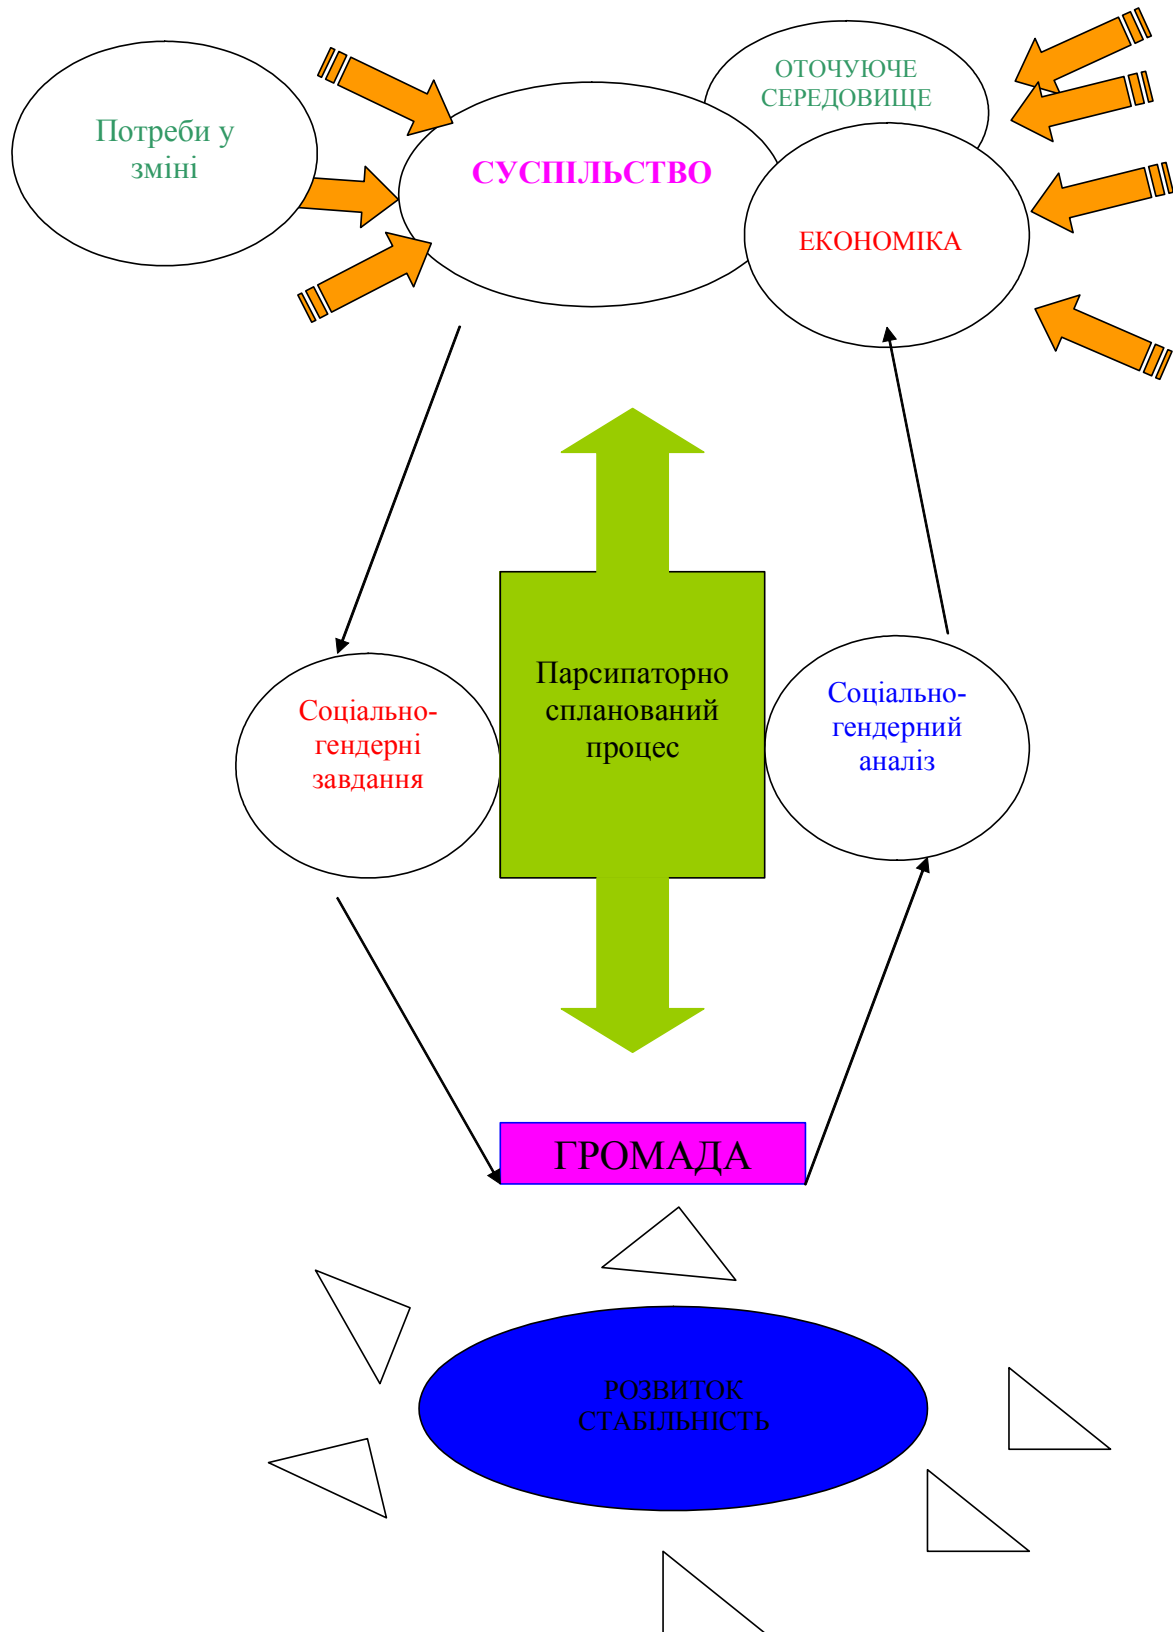 Потреби у
зміні
СУСПІЛЬСТВО
ОТОЧУЮЧЕ
СЕРЕДОВИЩЕ
ЕКОНОМІКА
Соціально-
гендерні
завдання
Парсипаторно
спланований
процес
Соціально-
гендерний
аналіз
ГРОМАДА
РОЗВИТОК
СТАБІЛЬНІСТЬ